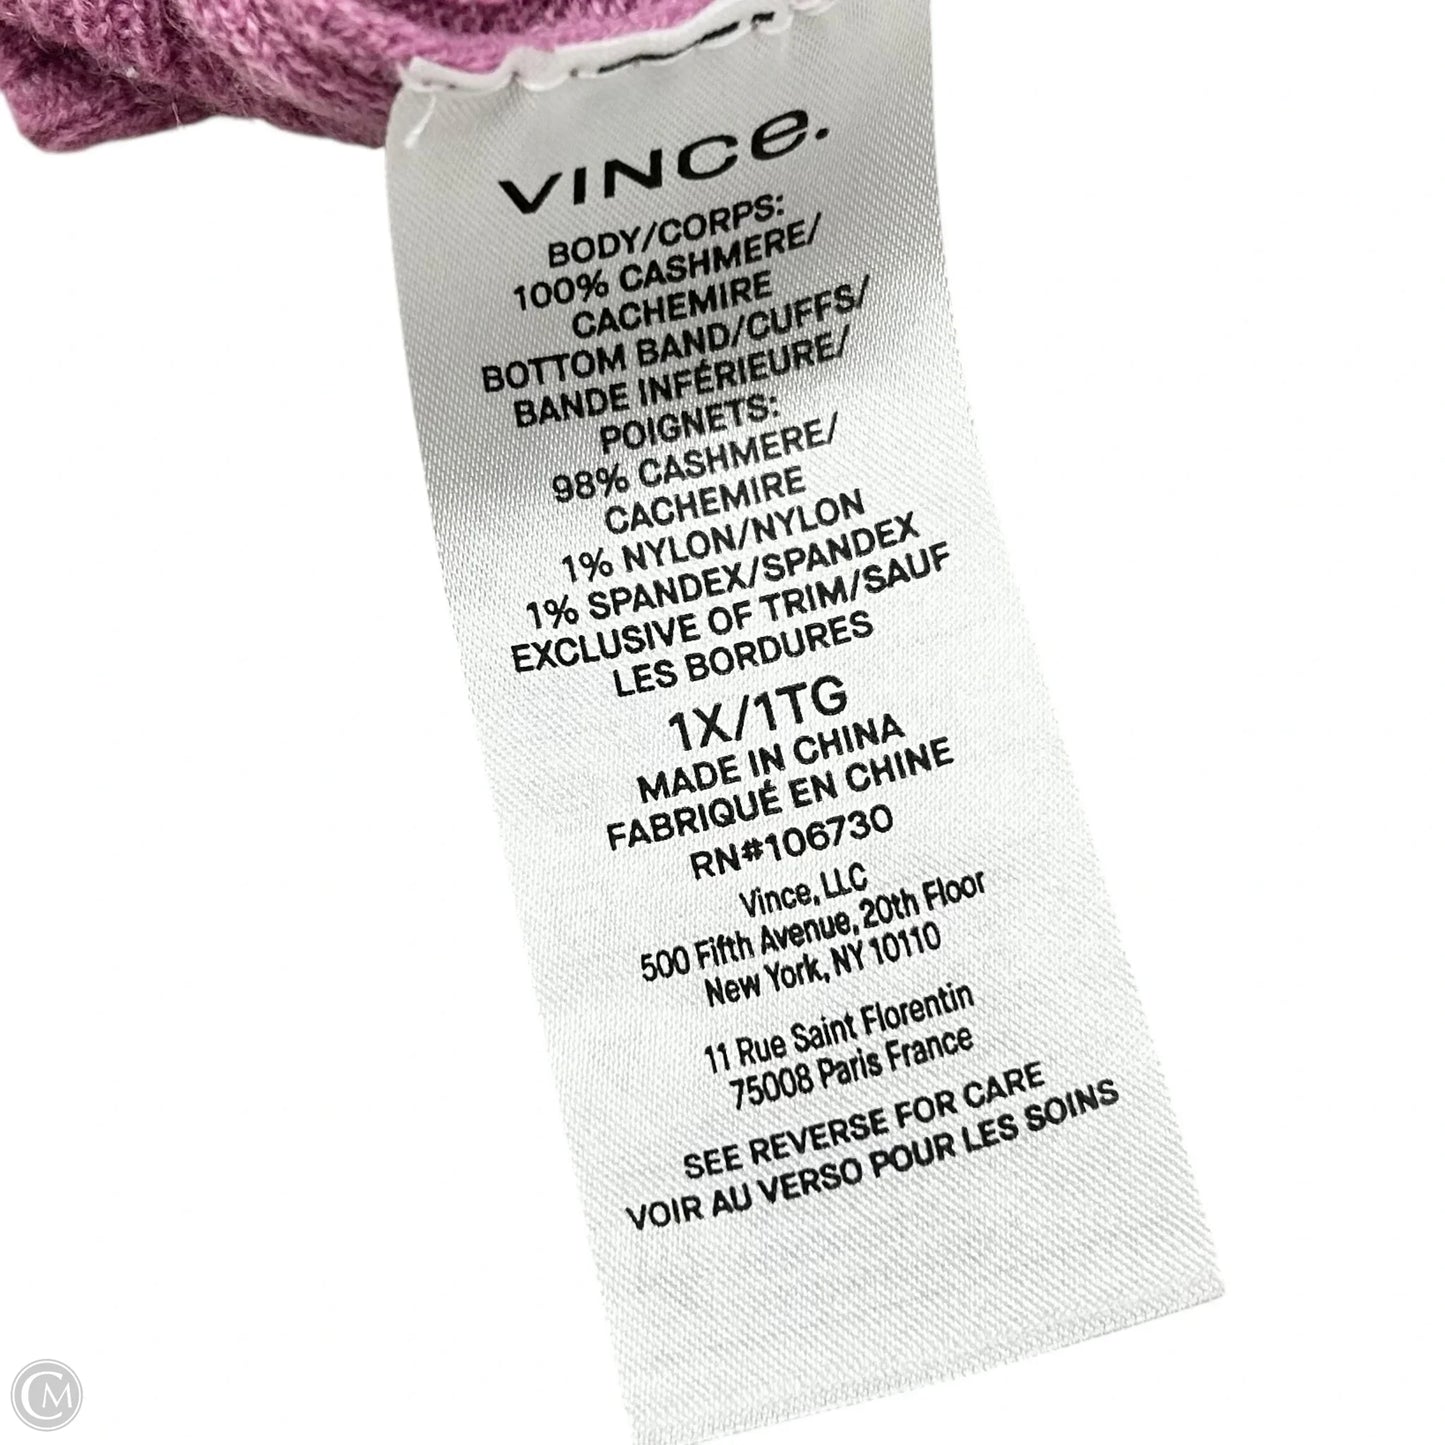 VINCE.
BODY/CORPS:
100% CASHMERE/
CACHEMIRE
BOTTOM BAND/CUFFS/
BANDE INFÉRIEURE/
POIGNETS:
98% CASHMERE/
CACHEMIRE
1% NYLON/NYLON
1% SPANDEX/SPANDEX
EXCLUSIVE OF TRIM/SAUF
LES BORDURES
1X/1TG
MADE IN CHINA
FABRIQUÉ EN CHINE
RN#106730
Vince, LLC
500 Fifth Avenue, 20th Floor
New York, NY 10110
11 Rue Saint Florentin
75008 Paris France
SEE REVERSE FOR CARE
VOIR AU VERSO POUR LES SOINS
CM